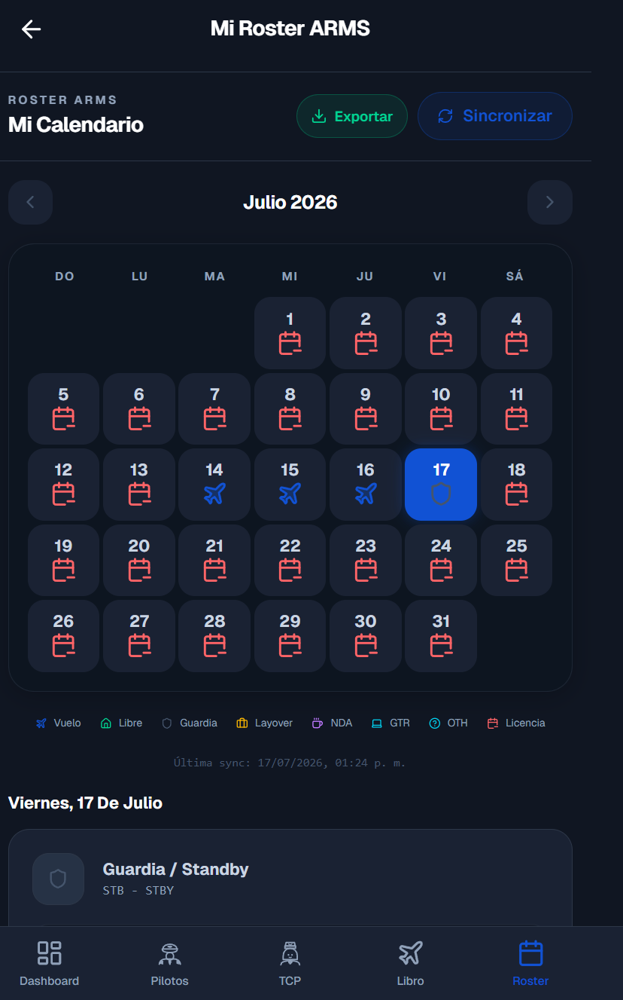 Mi Roster ARMS
ROSTER ARMS
Mi Calendario
Exportar
Sincronizar
Julio 2026
DO LU MA MI JU VI SÁ
1 2 3 4
5 6 7 8 9 10 11
12 13 14 15 16 17 18
19 20 21 22 23 24 25
26 27 28 29 30 31
Vuelo Libre Guardia Layover NDA GTR OTH Licencia
Última sync: 17/07/2026, 01:24 p. m.
Viernes, 17 De Julio
Guardia / Standby
STB - STBY
Dashboard Pilotos TCP Libro Roster